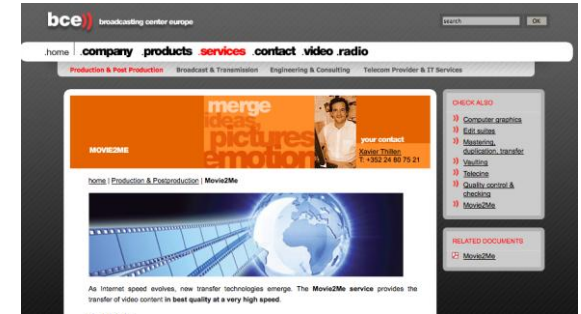 bce)) broadcasting center europe
search OK
.home .company .products .services .contact .video .radio
Production & Post Production Broadcast & Transmission Engineering & Consulting Telecom Provider & IT Services
merge
ideas
pictures
emotion
MOVIE2ME
your contact
Xavier Thillen
T: +352 24 80 75 21
home | Production & Postproduction | Movie2Me
As Internet speed evolves, new transfer technologies emerge. The Movie2Me service provides the
transfer of video content in best quality at a very high speed.
CHECK ALSO
Computer graphics
Edit suites
Mastering,
duplication, transfer
Vaulting
Telecine
Quality control &
checking
Movie2Me
RELATED DOCUMENTS
Movie2Me